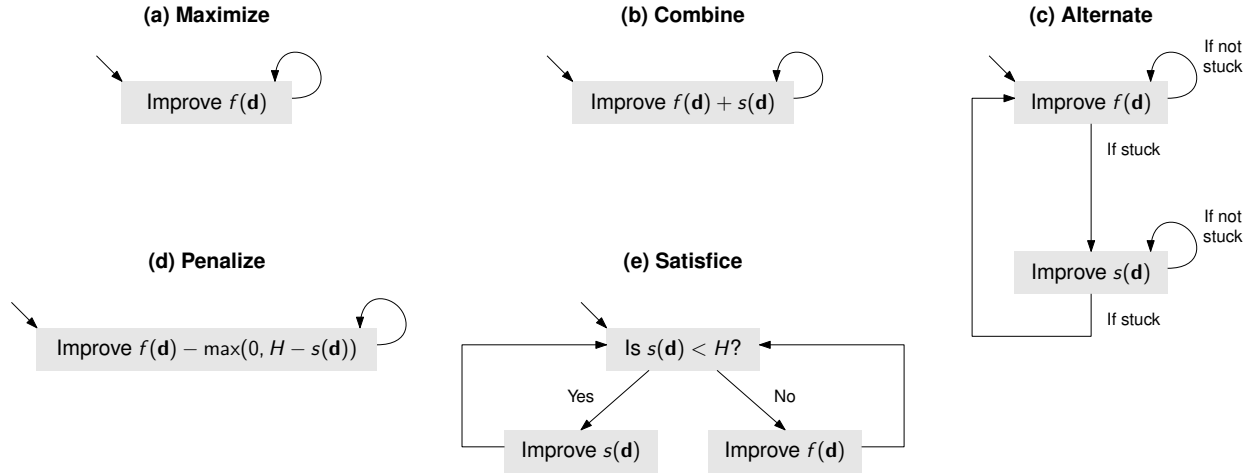 (a) Maximize
Improve f(d)
(b) Combine
Improve f(d) + s(d)
(c) Alternate
If not
stuck
Improve f(d)
If stuck
If not
stuck
Improve s(d)
If stuck
(d) Penalize
Improve f(d) − max(0, H − s(d))
(e) Satisfice
Is s(d) < H?
Yes
No
Improve s(d)
Improve f(d)